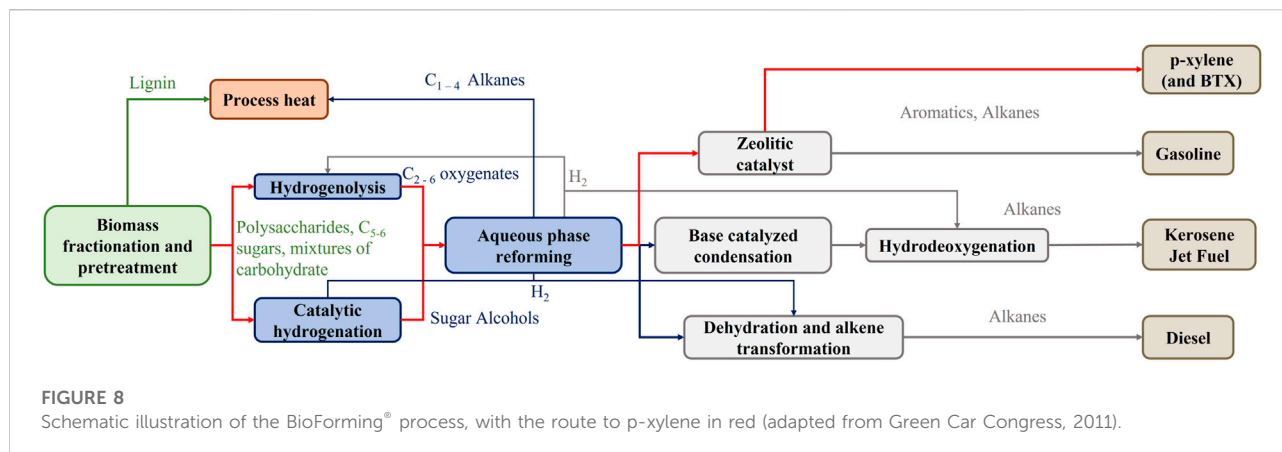 Lignin
Process heat
C₁₋₄ Alkanes
p-xylene
(and BTX)
Aromatics, Alkanes
Zeolitic
catalyst
Gasoline
Hydrogenolysis
C₂₋₆ oxygenates
H₂
Biomass
fractionation and
pretreatment
Polysaccharides, C₅₋₆
sugars, mixtures of
carbohydrate
Aqueous phase
reforming
Base catalyzed
condensation
Hydrodeoxygenation
Alkanes
Kerosene
Jet Fuel
Catalytic
hydrogenation
H₂
Sugar Alcohols
Dehydration and alkene
transformation
Alkanes
Diesel
FIGURE 8
Schematic illustration of the BioForming® process, with the route to p-xylene in red (adapted from Green Car Congress, 2011).